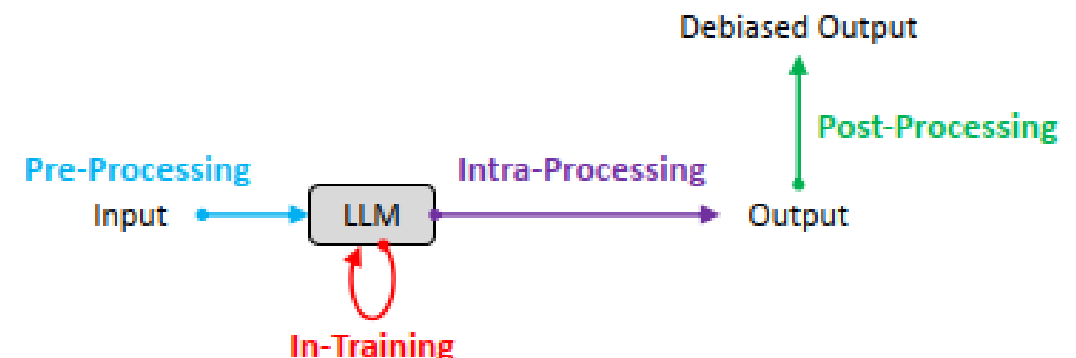 Debiased Output
Post-Processing
Pre-Processing
Intra-Processing
Input
LLM
Output
In-Training